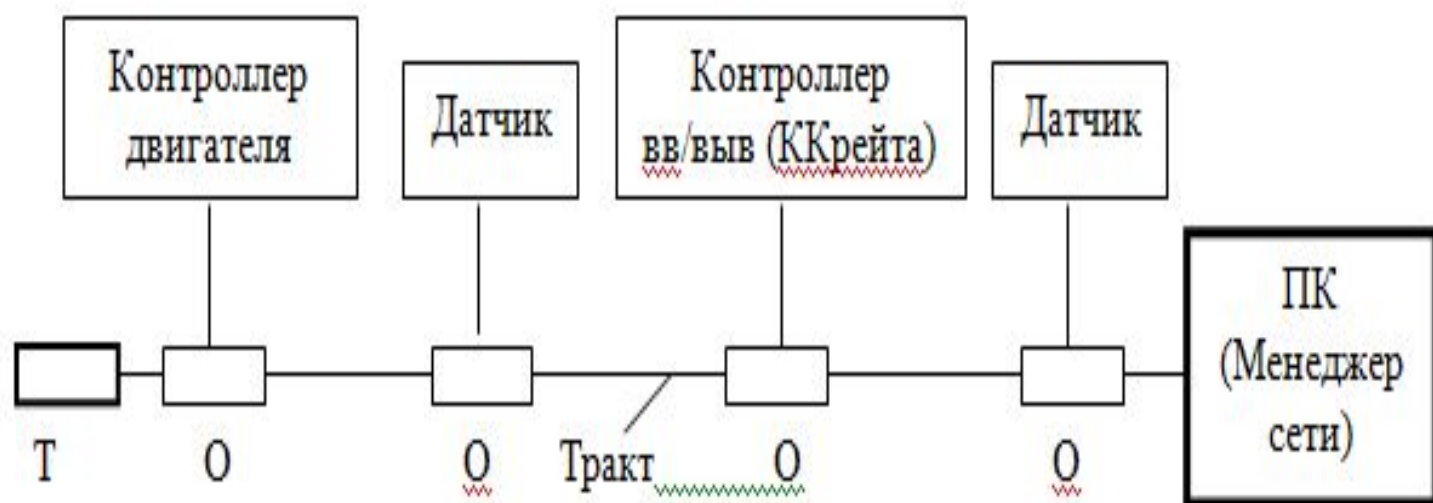 Контроллер
двигателя
Датчик
Контроллер
вв/выв (ККрейта)
Датчик
ПК
(Менеджер
сети)
Т
О
О
Тракт
О
О